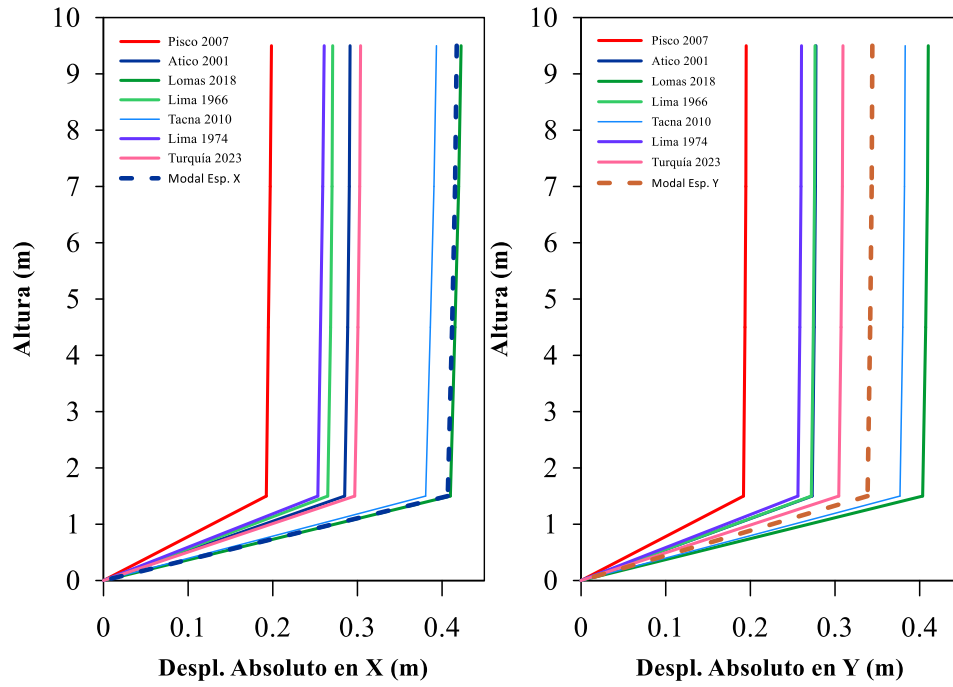 10
9
8
7
6
5
4
3
2
1
0
Altura (m)
Pisco 2007
Atico 2001
Lomas 2018
Lima 1966
Tacna 2010
Lima 1974
Turquía 2023
Modal Esp. X
0 0.1 0.2 0.3 0.4
Despl. Absoluto en X (m)
10
9
8
7
6
5
4
3
2
1
0
Altura (m)
Pisco 2007
Atico 2001
Lomas 2018
Lima 1966
Tacna 2010
Lima 1974
Turquía 2023
Modal Esp. Y
0 0.1 0.2 0.3 0.4
Despl. Absoluto en Y (m)